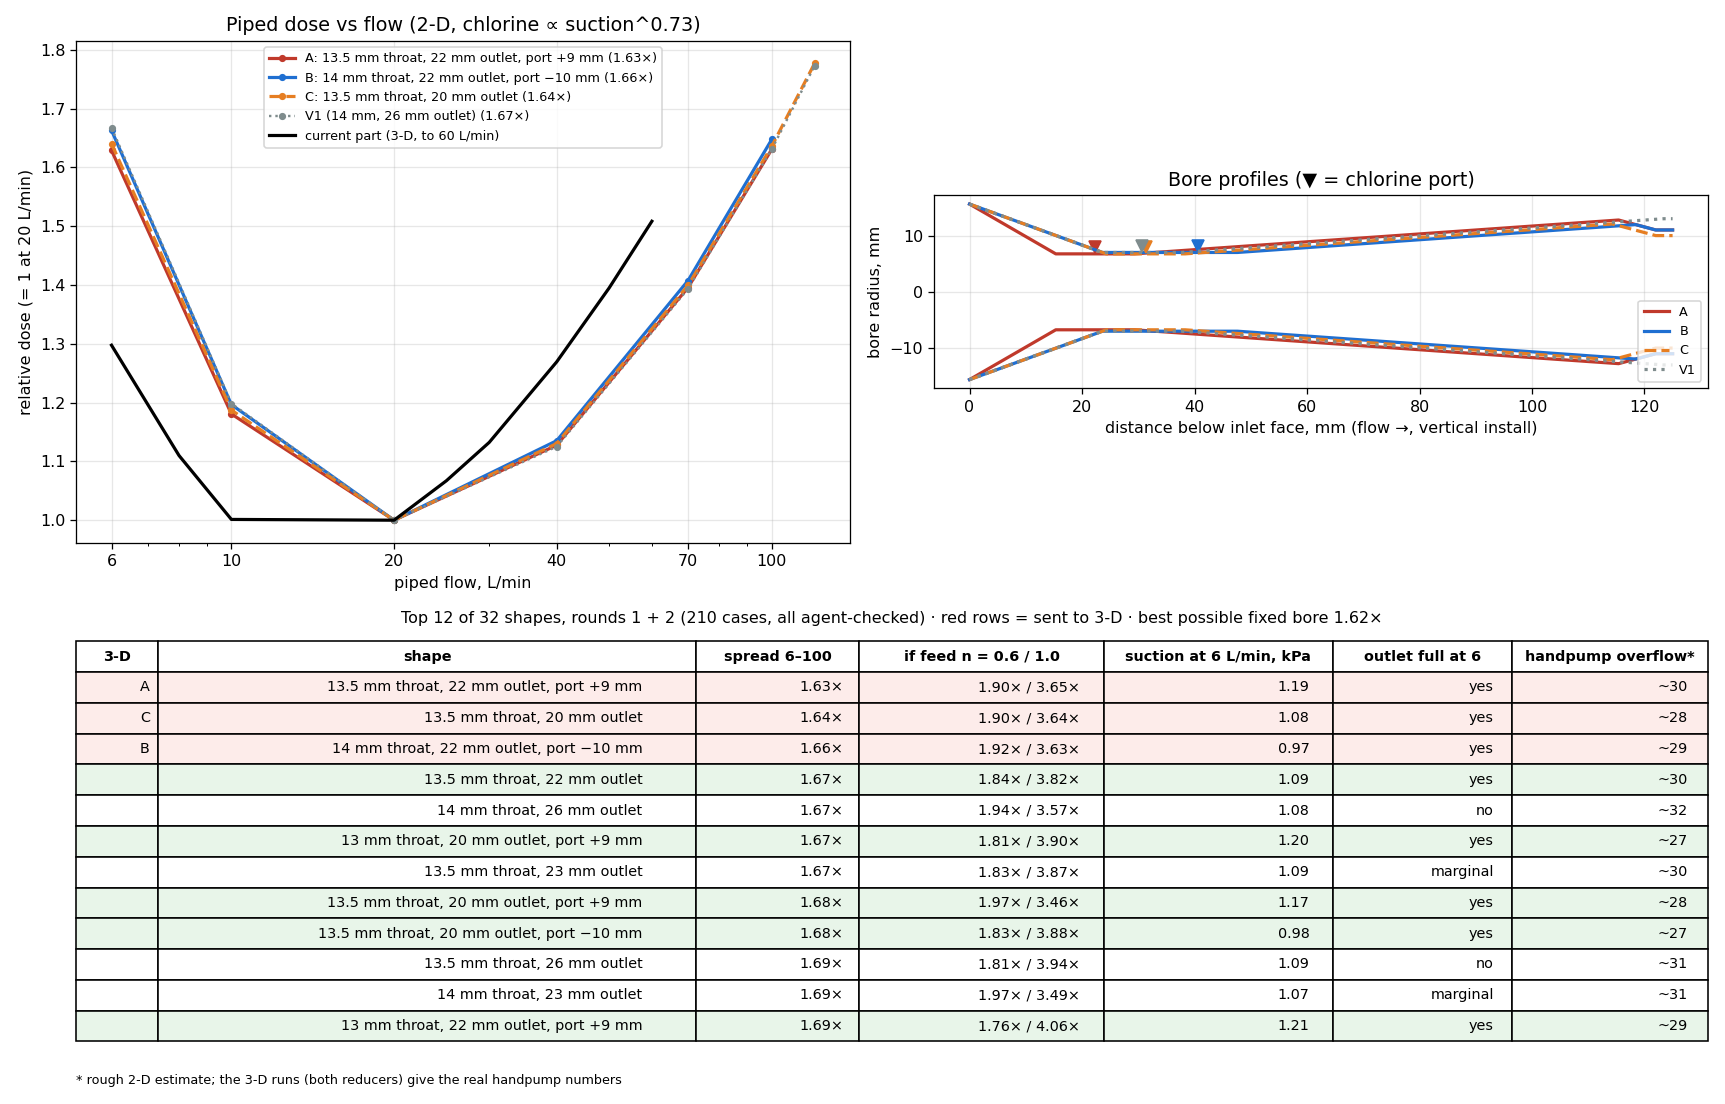 Piped dose vs flow (2-D, chlorine ∝ suction^0.73)
relative dose (= 1 at 20 L/min)
1.8
1.7
1.6
1.5
1.4
1.3
1.2
1.1
1.0
A: 13.5 mm throat, 22 mm outlet, port +9 mm (1.63×)
B: 14 mm throat, 22 mm outlet, port −10 mm (1.66×)
C: 13.5 mm throat, 20 mm outlet (1.64×)
V1 (14 mm, 26 mm outlet) (1.67×)
current part (3-D, to 60 L/min)
6 10 20 40 70 100
piped flow, L/min
Bore profiles (▼ = chlorine port)
bore radius, mm
10
0
−10
A
B
C
V1
0 20 40 60 80 100 120
distance below inlet face, mm (flow →, vertical install)
Top 12 of 32 shapes, rounds 1 + 2 (210 cases, all agent-checked) · red rows = sent to 3-D · best possible fixed bore 1.62×
3-D shape spread 6–100 if feed n = 0.6 / 1.0 suction at 6 L/min, kPa outlet full at 6 handpump overflow*
A 13.5 mm throat, 22 mm outlet, port +9 mm 1.63× 1.90× / 3.65× 1.19 yes ~30
C 13.5 mm throat, 20 mm outlet 1.64× 1.90× / 3.64× 1.08 yes ~28
B 14 mm throat, 22 mm outlet, port −10 mm 1.66× 1.92× / 3.63× 0.97 yes ~29
13.5 mm throat, 22 mm outlet 1.67× 1.84× / 3.82× 1.09 yes ~30
14 mm throat, 26 mm outlet 1.67× 1.94× / 3.57× 1.08 no ~32
13 mm throat, 20 mm outlet, port +9 mm 1.67× 1.81× / 3.90× 1.20 yes ~27
13.5 mm throat, 23 mm outlet 1.67× 1.83× / 3.87× 1.09 marginal ~30
13.5 mm throat, 20 mm outlet, port +9 mm 1.68× 1.97× / 3.46× 1.17 yes ~28
13.5 mm throat, 20 mm outlet, port −10 mm 1.68× 1.83× / 3.88× 0.98 yes ~27
13.5 mm throat, 26 mm outlet 1.69× 1.81× / 3.94× 1.09 no ~31
14 mm throat, 23 mm outlet 1.69× 1.97× / 3.49× 1.07 marginal ~31
13 mm throat, 22 mm outlet, port +9 mm 1.69× 1.76× / 4.06× 1.21 yes ~29
* rough 2-D estimate; the 3-D runs (both reducers) give the real handpump numbers